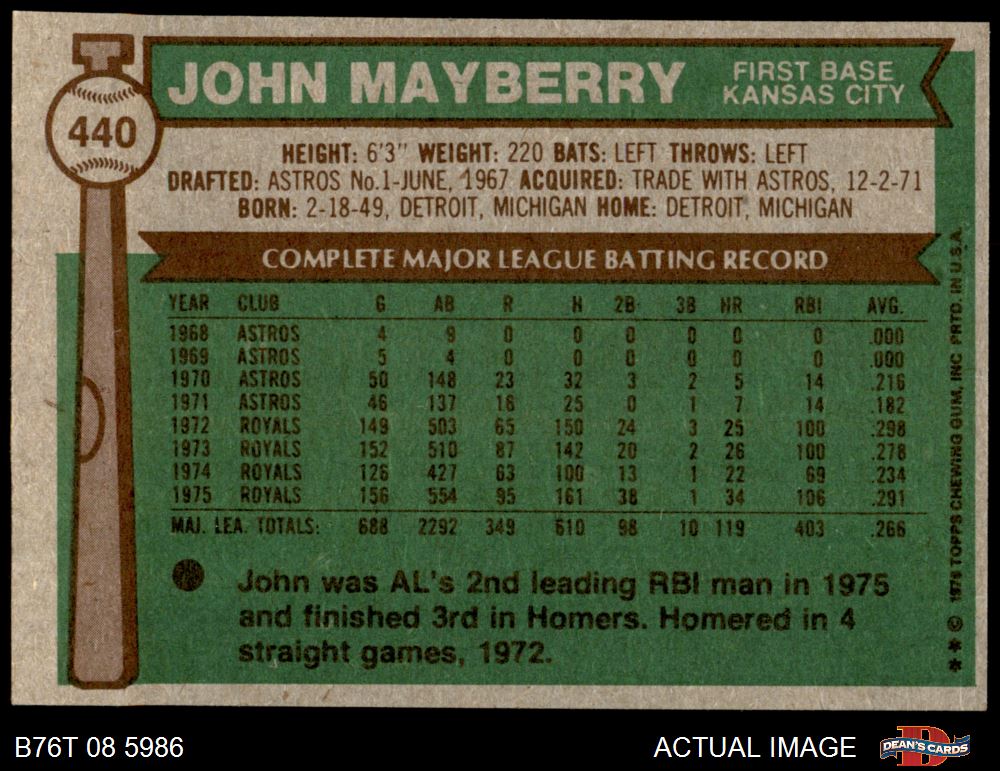 440
JOHN MAYBERRY
FIRST BASE
KANSAS CITY
HEIGHT: 6'3" WEIGHT: 220 BATS: LEFT THROWS: LEFT
DRAFTED: ASTROS No.1-JUNE, 1967 ACQUIRED: TRADE WITH ASTROS, 12-2-71
BORN: 2-18-49, DETROIT, MICHIGAN HOME: DETROIT, MICHIGAN
COMPLETE MAJOR LEAGUE BATTING RECORD
YEAR CLUB G AB R H 2B 3B HR RBI AVG.
1968 ASTROS 4 9 0 0 0 0 0 0 .000
1969 ASTROS 5 4 0 0 0 0 0 0 .000
1970 ASTROS 50 148 23 32 3 2 5 14 .216
1971 ASTROS 46 137 16 25 0 1 7 14 .182
1972 ROYALS 149 503 65 150 24 3 25 100 .298
1973 ROYALS 152 510 87 142 20 2 26 100 .278
1974 ROYALS 126 427 63 100 13 1 22 69 .234
1975 ROYALS 156 554 95 161 38 1 34 106 .291
MAJ. LEA. TOTALS: 688 2292 349 610 98 10 119 403 .266
John was AL's 2nd leading RBI man in 1975
and finished 3rd in Homers. Homered in 4
straight games, 1972.
** © 1976 TOPPS CHEWING GUM, INC PRTD. IN U.S.A.
B76T 08 5986
ACTUAL IMAGE
DEAN'S CARDS